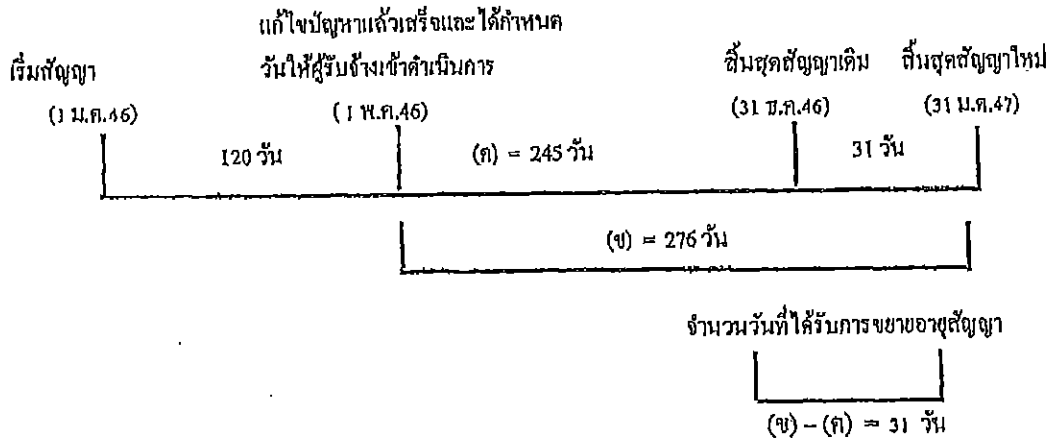 แก้ไขปัญหาแล้วเสร็จและได้กำหนด
เริ่มสัญญา วันให้ผู้รับจ้างเข้าดำเนินการ สิ้นสุดสัญญาเดิม สิ้นสุดสัญญาใหม่
(1 ม.ค.46) (1 พ.ค.46) (31 ธ.ค.46) (31 ม.ค.47)
120 วัน (ค) = 245 วัน 31 วัน
(ข) = 276 วัน
จำนวนวันที่ได้รับการขยายอายุสัญญา
(ข) – (ค) = 31 วัน